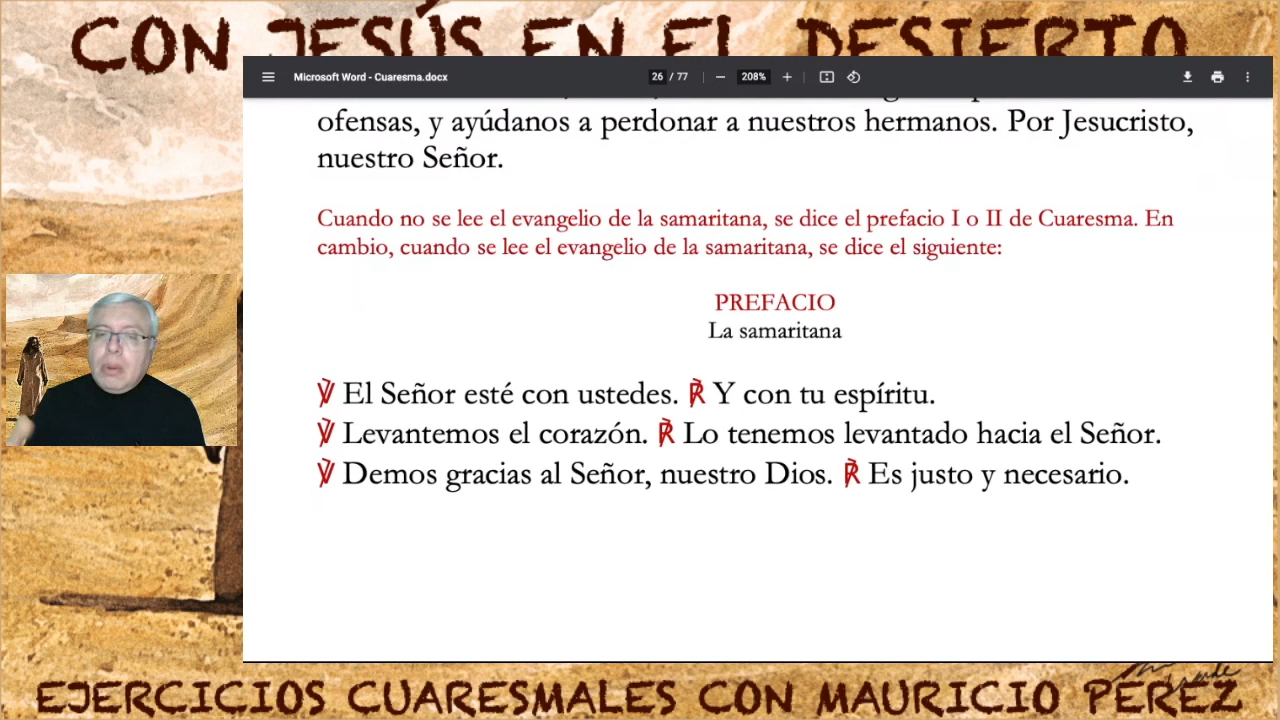 CON JESÚS EN EL DESIERTO
Microsoft Word - Cuaresma.docx 26 / 77 208%
ofensas, y ayúdanos a perdonar a nuestros hermanos. Por Jesucristo,
nuestro Señor.
Cuando no se lee el evangelio de la samaritana, se dice el prefacio I o II de Cuaresma. En
cambio, cuando se lee el evangelio de la samaritana, se dice el siguiente:
PREFACIO
La samaritana
℣ El Señor esté con ustedes. ℟ Y con tu espíritu.
℣ Levantemos el corazón. ℟ Lo tenemos levantado hacia el Señor.
℣ Demos gracias al Señor, nuestro Dios. ℟ Es justo y necesario.
EJERCICIOS CUARESMALES CON MAURICIO PÉREZ